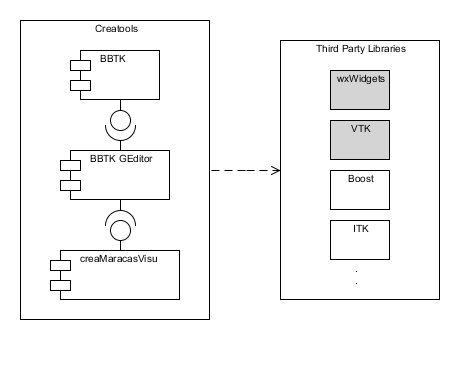 Creatools
BBTK
BBTK GEditor
creaMaracasVisu
Third Party Libraries
wxWidgets
VTK
Boost
ITK
.
.